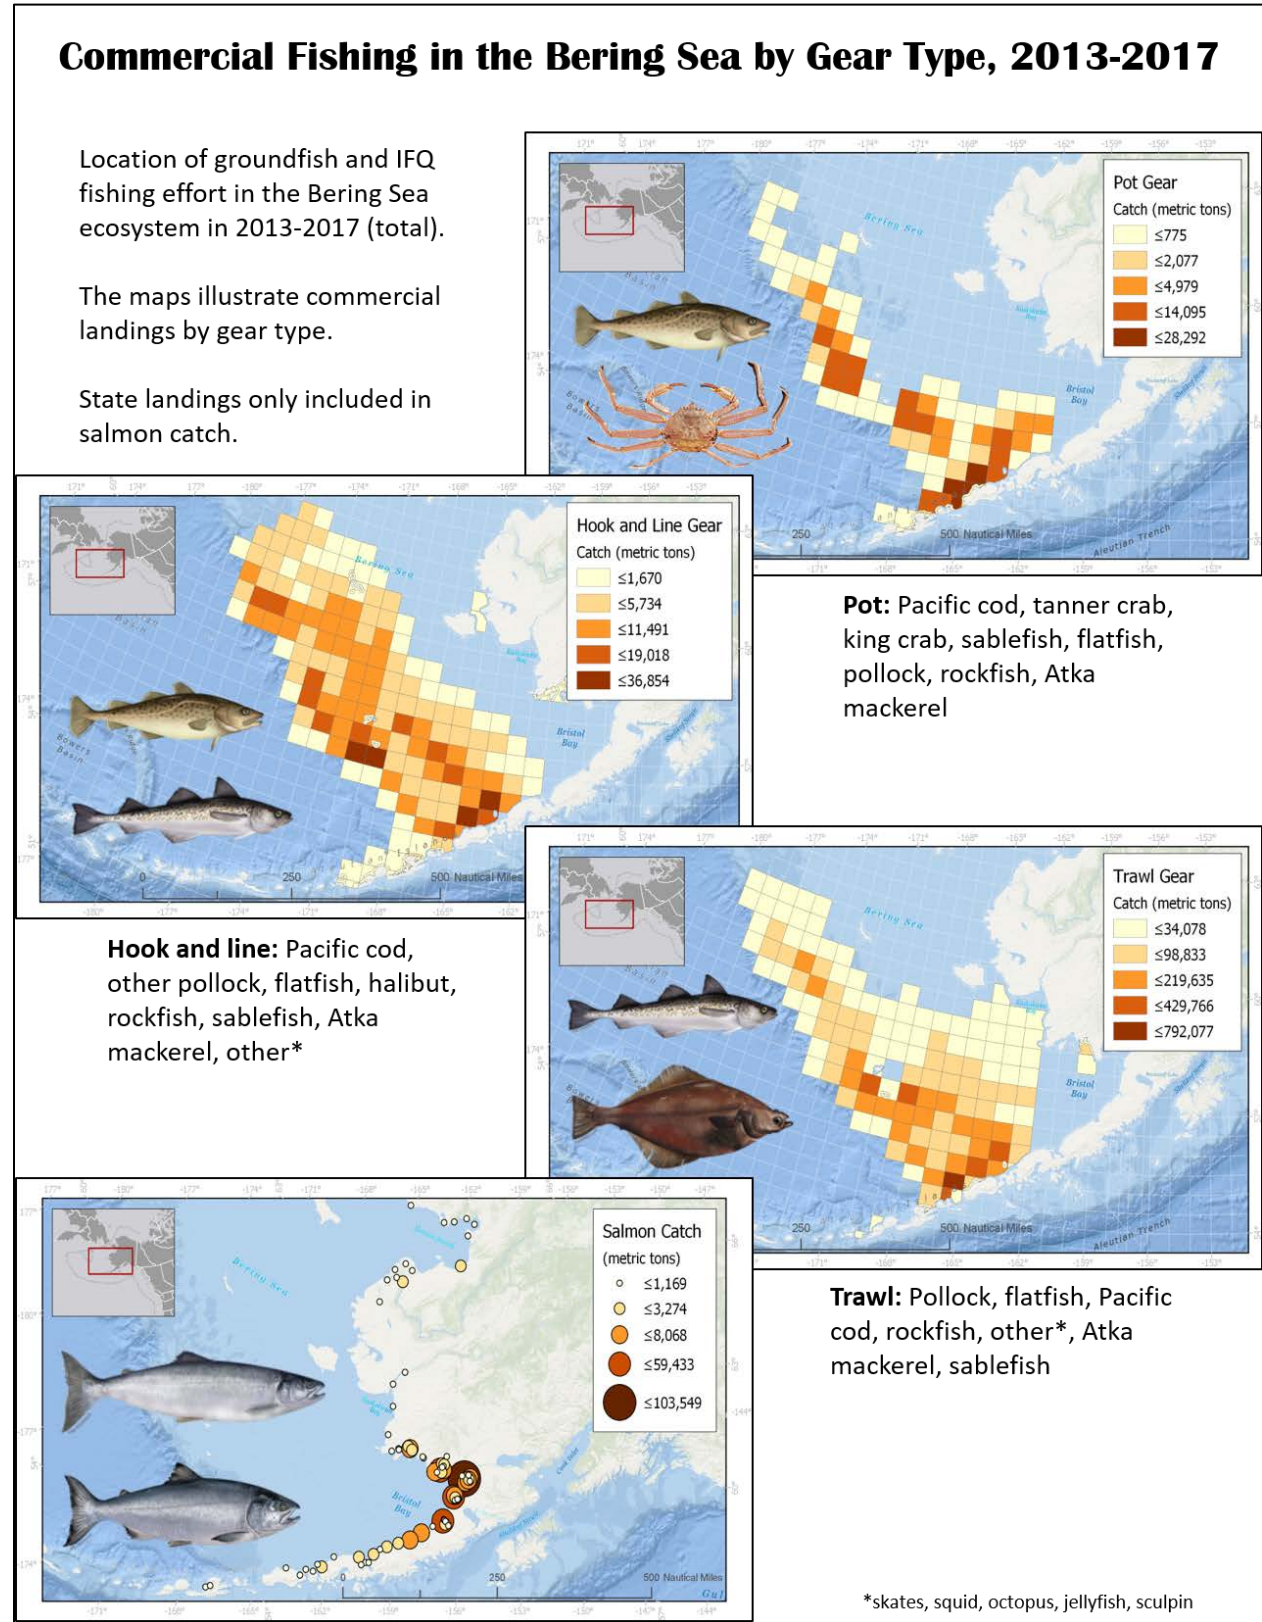 Commercial Fishing in the Bering Sea by Gear Type, 2013-2017
Location of groundfish and IFQ
fishing effort in the Bering Sea
ecosystem in 2013-2017 (total).
The maps illustrate commercial
landings by gear type.
State landings only included in
salmon catch.
Pot Gear
Catch (metric tons)
≤775
≤2,077
≤4,979
≤14,095
≤28,292
Bering Sea
Bristol
Bay
Bowers
Basin
250
500 Nautical Miles
Aleutian Trench
Pot: Pacific cod, tanner crab,
king crab, sablefish, flatfish,
pollock, rockfish, Atka
mackerel
Hook and Line Gear
Catch (metric tons)
≤1,670
≤5,734
≤11,491
≤19,018
≤36,854
Bering Sea
Bristol
Bay
Bowers
Basin
0
250
500 Nautical Miles
Hook and line: Pacific cod,
other pollock, flatfish, halibut,
rockfish, sablefish, Atka
mackerel, other*
Trawl Gear
Catch (metric tons)
≤34,078
≤98,833
≤219,635
≤429,766
≤792,077
Bering Sea
Bristol
Bay
250
500 Nautical Miles
Aleutian Trench
Trawl: Pollock, flatfish, Pacific
cod, rockfish, other*, Atka
mackerel, sablefish
Salmon Catch
(metric tons)
≤1,169
≤3,274
≤8,068
≤59,433
≤103,549
Bering Sea
Bristol
Bay
0
250
500 Nautical Miles
Gul
*skates, squid, octopus, jellyfish, sculpin